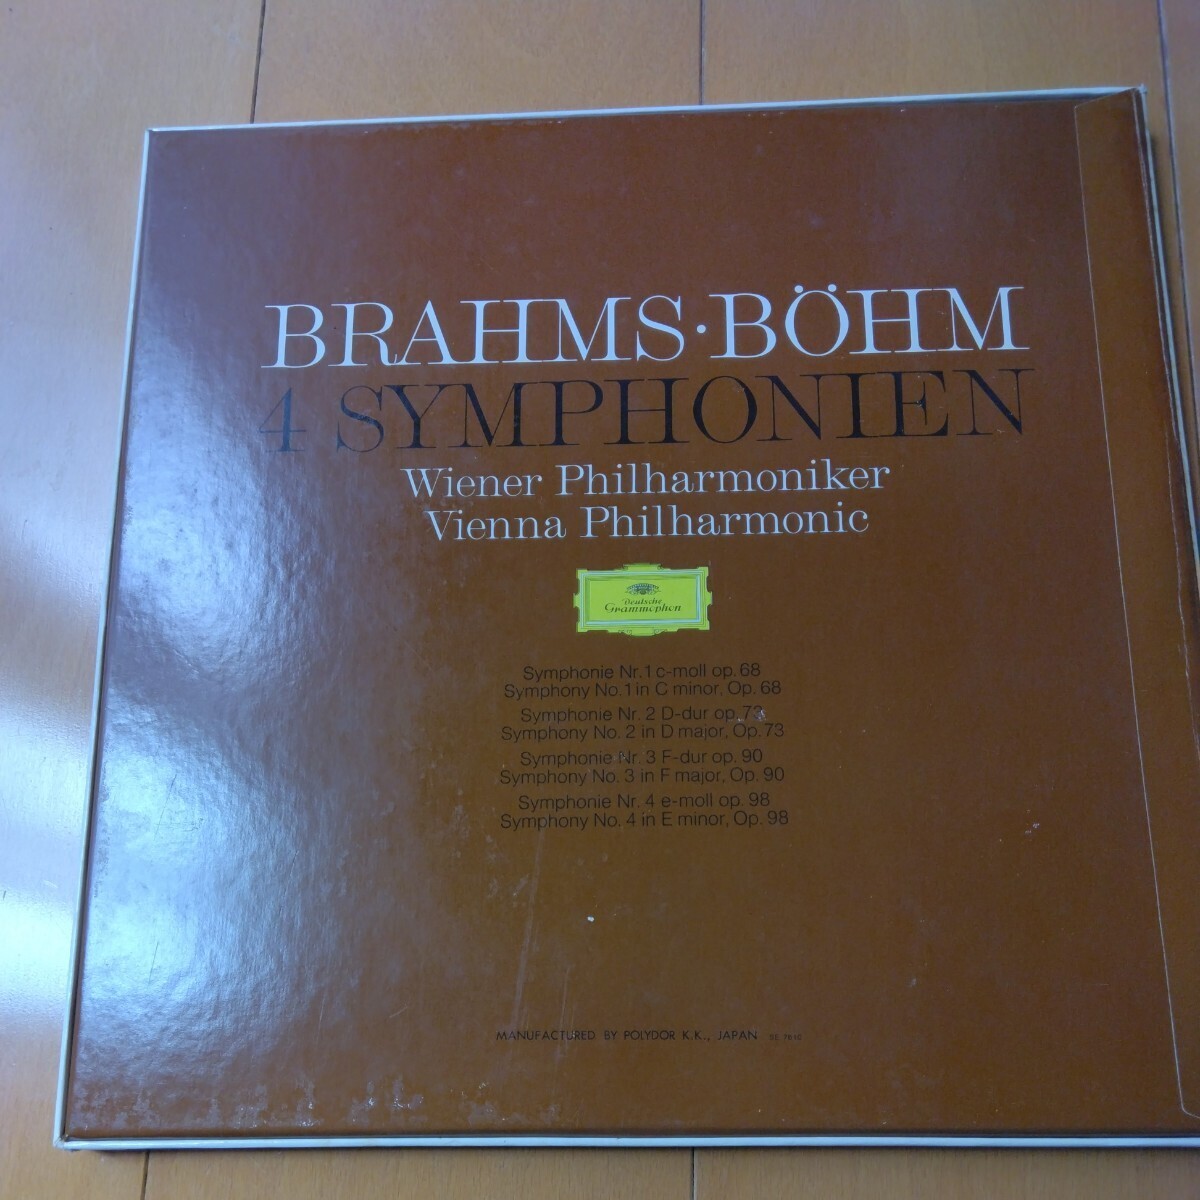 BRAHMS·BÖHM
4 SYMPHONIEN
Wiener Philharmoniker
Vienna Philharmonic
Deutsche
Grammophon
Symphonie Nr. 1 c-moll op. 68
Symphony No. 1 in C minor, Op. 68
Symphonie Nr. 2 D-dur op. 73
Symphony No. 2 in D major, Op. 73
Symphonie Nr. 3 F-dur op. 90
Symphony No. 3 in F major, Op. 90
Symphonie Nr. 4 e-moll op. 98
Symphony No. 4 in E minor, Op. 98
MANUFACTURED BY POLYDOR K.K., JAPAN